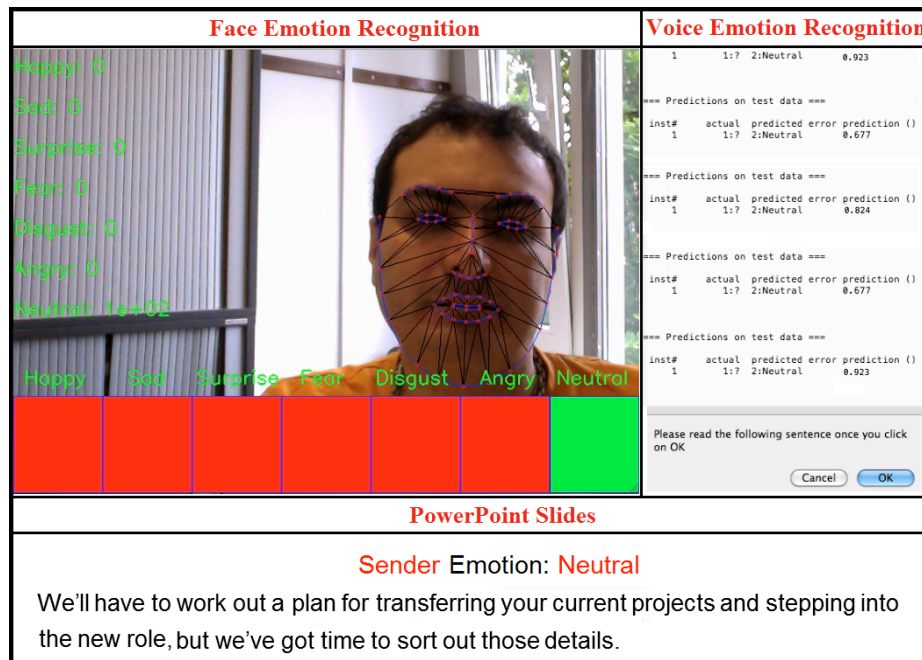 Face Emotion Recognition
Happy: 0
Sad: 0
Surprise: 0
Fear: 0
Disgust: 0
Angry: 0
Neutral: 1e+02
Happy Sad Surprise Fear Disgust Angry Neutral
Voice Emotion Recognition
1 1:? 2:Neutral 0.923
=== Predictions on test data ===
inst# actual predicted error prediction ()
1 1:? 2:Neutral 0.677
=== Predictions on test data ===
inst# actual predicted error prediction ()
1 1:? 2:Neutral 0.824
=== Predictions on test data ===
inst# actual predicted error prediction ()
1 1:? 2:Neutral 0.677
=== Predictions on test data ===
inst# actual predicted error prediction ()
1 1:? 2:Neutral 0.923
Please read the following sentence once you click
on OK
Cancel OK
PowerPoint Slides
Sender Emotion: Neutral
We'll have to work out a plan for transferring your current projects and stepping into
the new role, but we've got time to sort out those details.